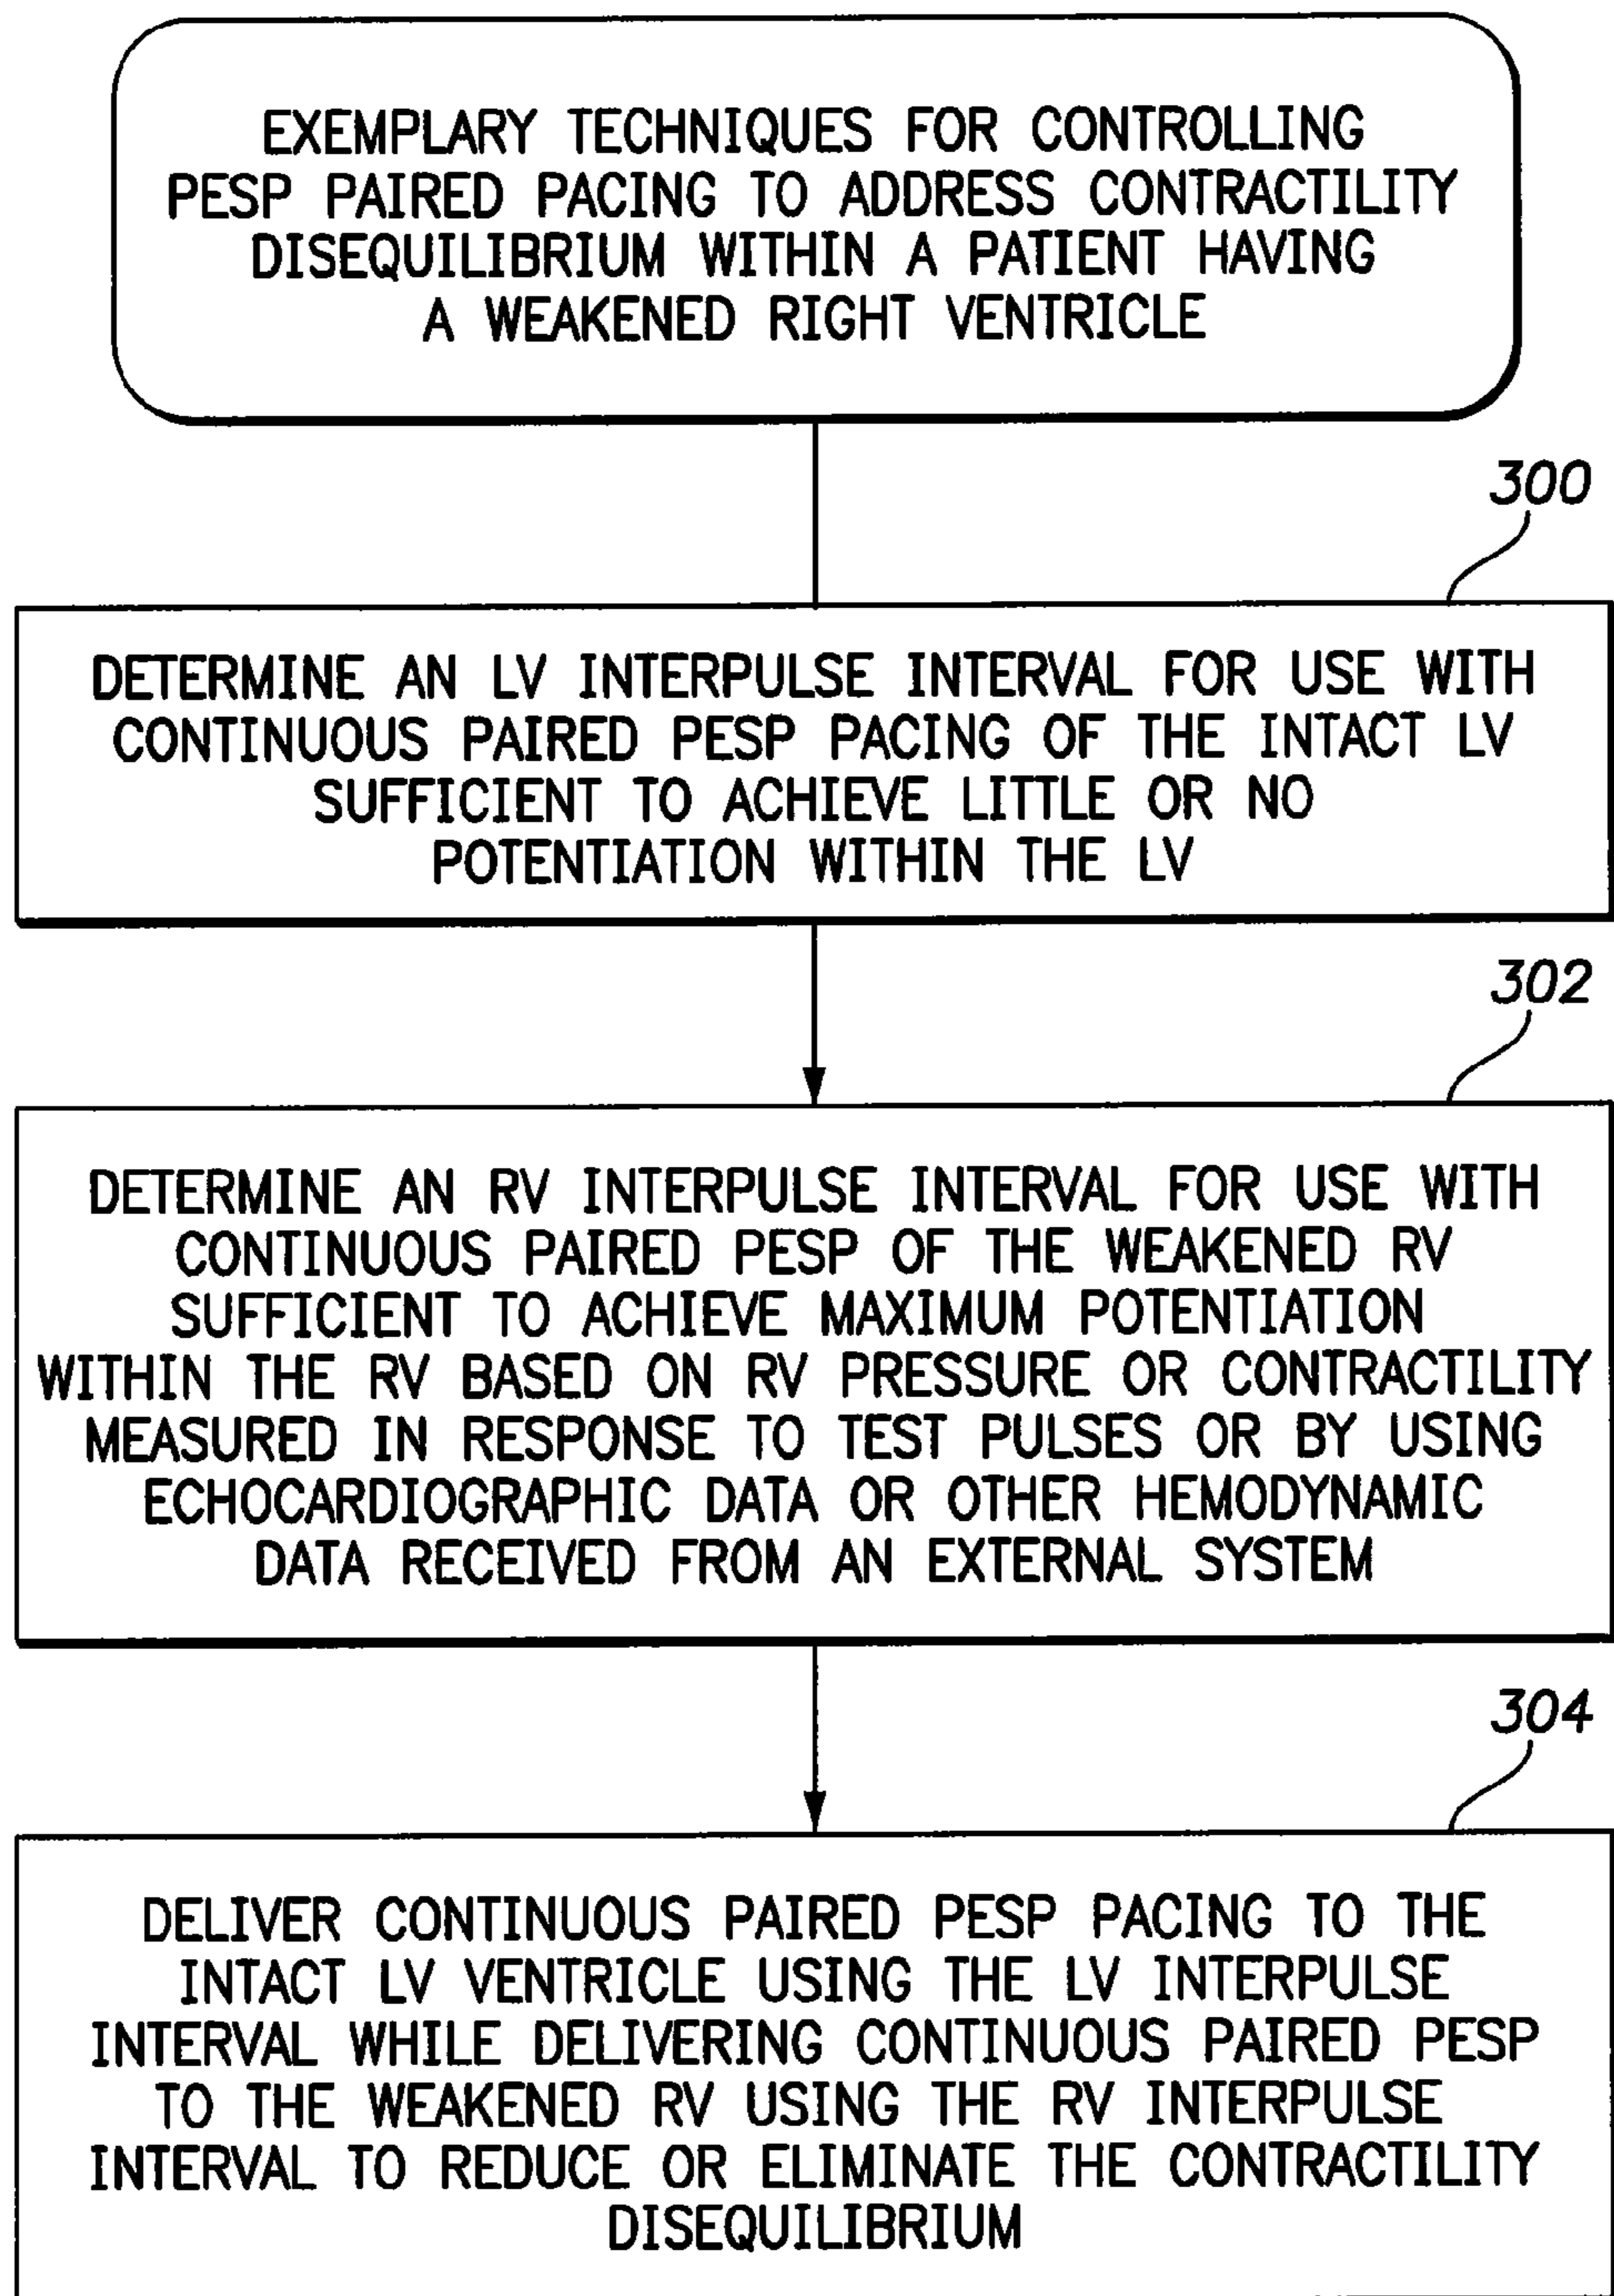 EXEMPLARY TECHNIQUES FOR CONTROLLING
PESP PAIRED PACING TO ADDRESS CONTRACTILITY
DISEQUILIBRIUM WITHIN A PATIENT HAVING
A WEAKENED RIGHT VENTRICLE
300
DETERMINE AN LV INTERPULSE INTERVAL FOR USE WITH
CONTINUOUS PAIRED PESP PACING OF THE INTACT LV
SUFFICIENT TO ACHIEVE LITTLE OR NO
POTENTIATION WITHIN THE LV
302
DETERMINE AN RV INTERPULSE INTERVAL FOR USE WITH
CONTINUOUS PAIRED PESP OF THE WEAKENED RV
SUFFICIENT TO ACHIEVE MAXIMUM POTENTIATION
WITHIN THE RV BASED ON RV PRESSURE OR CONTRACTILITY
MEASURED IN RESPONSE TO TEST PULSES OR BY USING
ECHOCARDIOGRAPHIC DATA OR OTHER HEMODYNAMIC
DATA RECEIVED FROM AN EXTERNAL SYSTEM
304
DELIVER CONTINUOUS PAIRED PESP PACING TO THE
INTACT LV VENTRICLE USING THE LV INTERPULSE
INTERVAL WHILE DELIVERING CONTINUOUS PAIRED PESP
TO THE WEAKENED RV USING THE RV INTERPULSE
INTERVAL TO REDUCE OR ELIMINATE THE CONTRACTILITY
DISEQUILIBRIUM